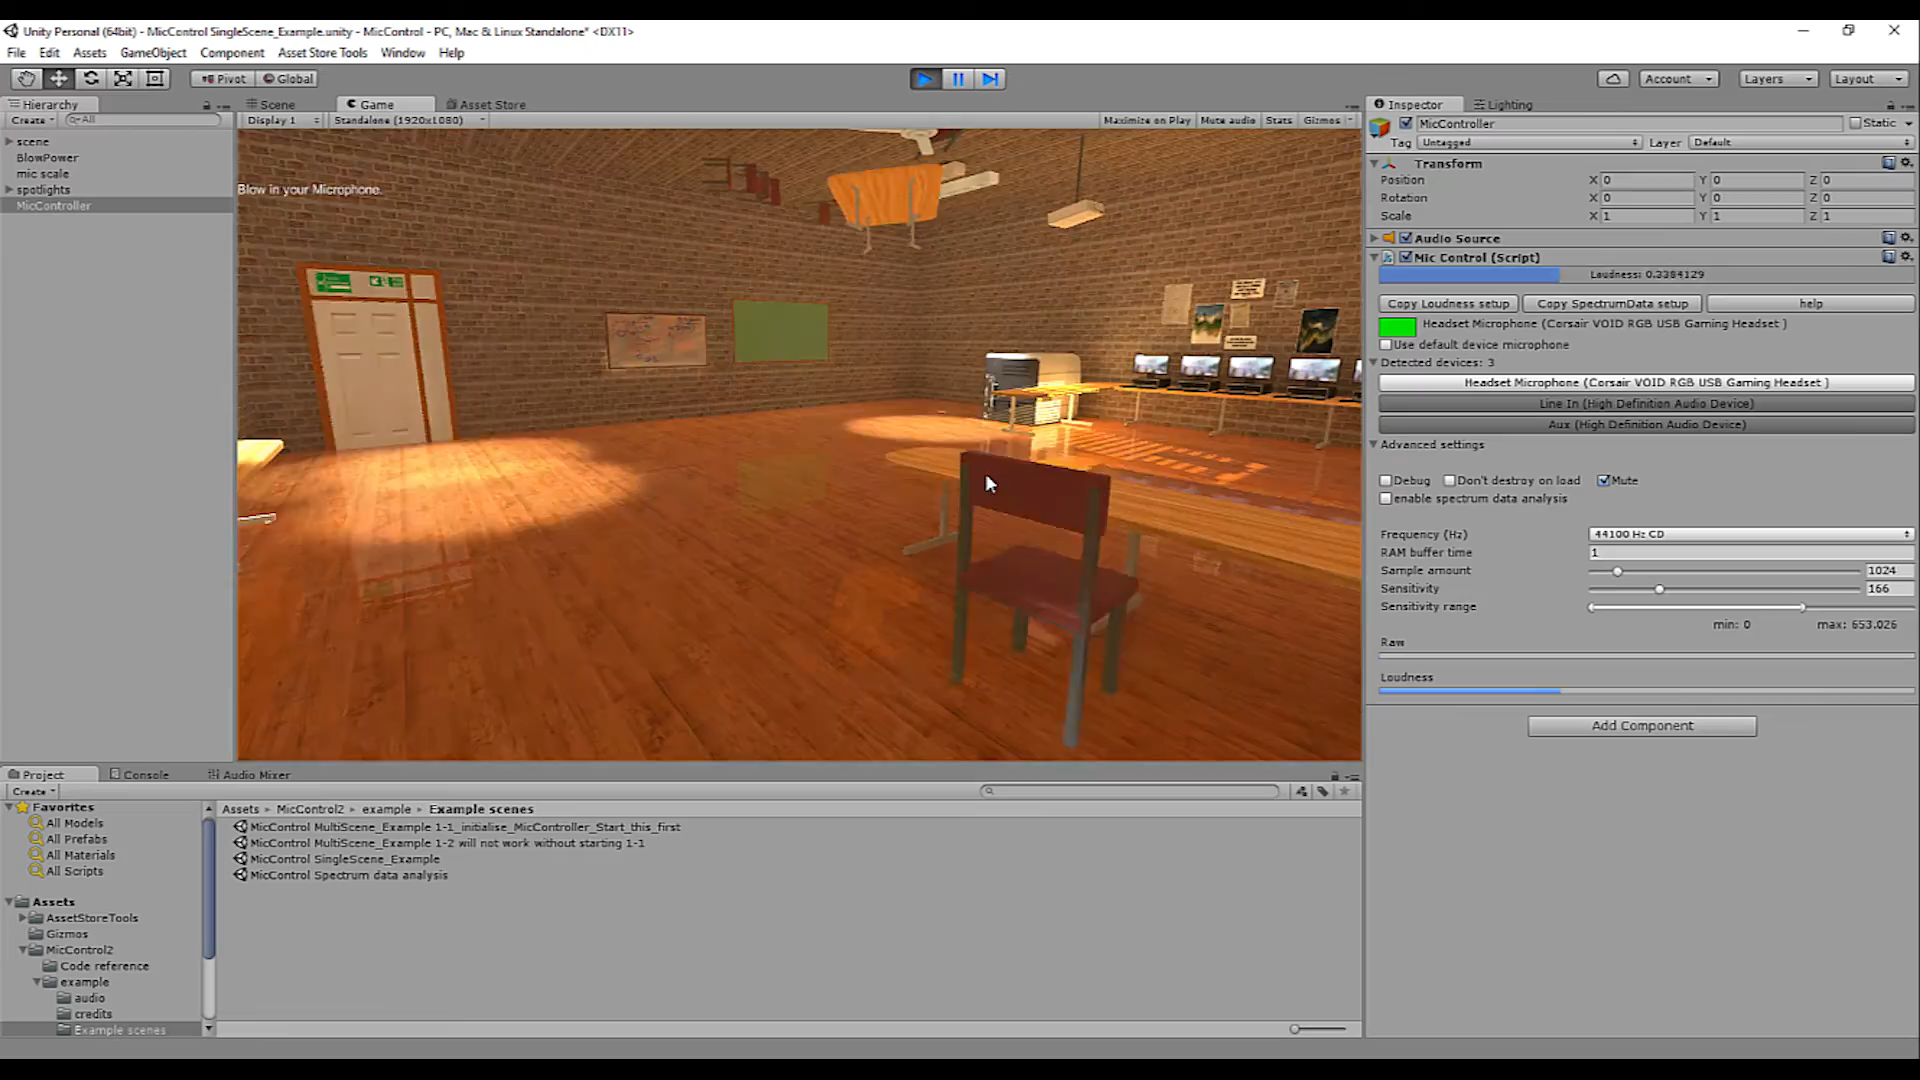 Unity Personal (64bit) - MicControl SingleScene_Example.unity - MicControl - PC, Mac & Linux Standalone* <DX11>
File Edit Assets GameObject Component Asset Store Tools Window Help
Pivot Global Account Layers Layout
Hierarchy Scene Game Asset Store Inspector Lighting
Create All Display 1 Standalone (1920x1080) Maximize on Play Mute audio Stats Gizmos MicController Static
scene Tag Untagged Layer Default
BlowPower Transform
mic scale Position X 0 Y 0 Z 0
spotlights Blow in your Microphone. Rotation X 0 Y 0 Z 0
MicController Scale X 1 Y 1 Z 1
Audio Source
Mic Control (Script)
Loudness: 0.3384129
Copy Loudness setup Copy SpectrumData setup help
Headset Microphone (Corsair VOID RGB USB Gaming Headset )
Use default device microphone
Detected devices: 3
Headset Microphone (Corsair VOID RGB USB Gaming Headset )
Line In (High Definition Audio Device)
Aux (High Definition Audio Device)
Advanced settings
Debug Don't destroy on load Mute
enable spectrum data analysis
Frequency (Hz) 44100 Hz CD
RAM buffer time 1
Sample amount 1024
Sensitivity 166
Sensitivity range
min: 0 max: 653.026
Raw
Loudness
Add Component
Project Console Audio Mixer
Create
Favorites Assets MicControl2 example Example scenes
All Models MicControl MultiScene_Example 1-1_initialise_MicController_Start_this_first
All Prefabs MicControl MultiScene_Example 1-2 will not work without starting 1-1
All Materials MicControl SingleScene_Example
All Scripts MicControl Spectrum data analysis
Assets
AssetStoreTools
Gizmos
MicControl2
Code reference
example
audio
credits
Example scenes